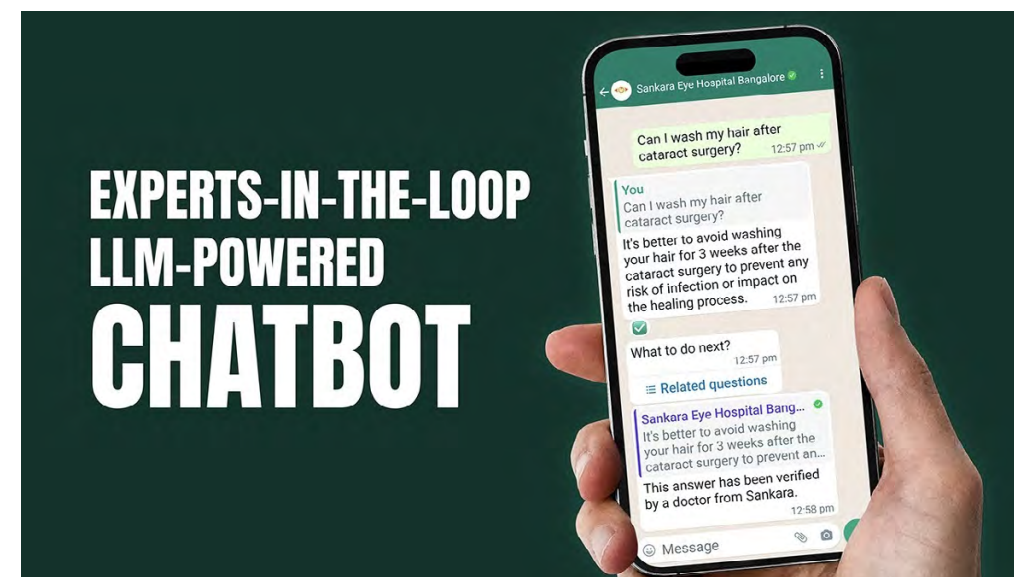 EXPERTS-IN-THE-LOOP
LLM-POWERED
CHATBOT
Sankara Eye Hospital Bangalore
Can I wash my hair after
cataract surgery?
12:57 pm
You
Can I wash my hair after
cataract surgery?
It's better to avoid washing
your hair for 3 weeks after the
cataract surgery to prevent any
risk of infection or impact on
the healing process.
12:57 pm
What to do next?
12:57 pm
Related questions
Sankara Eye Hospital Bang...
It's better to avoid washing
your hair for 3 weeks after the
cataract surgery to prevent an...
This answer has been verified
by a doctor from Sankara.
12:58 pm
Message